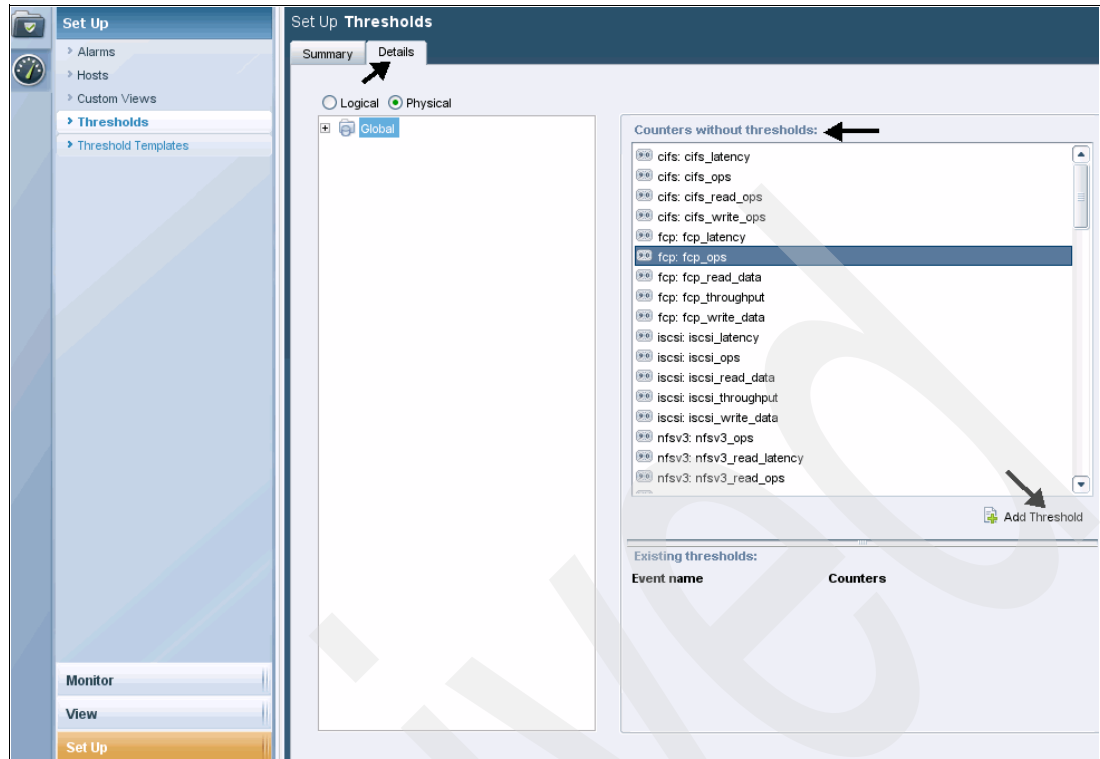 Set Up
Alarms
Hosts
Custom Views
Thresholds
Threshold Templates
Monitor
View
Set Up
Set Up Thresholds
Summary
Details
Logical
Physical
Global
Counters without thresholds:
cifs: cifs_latency
cifs: cifs_ops
cifs: cifs_read_ops
cifs: cifs_write_ops
fcp: fcp_latency
fcp: fcp_ops
fcp: fcp_read_data
fcp: fcp_throughput
fcp: fcp_write_data
iscsi: iscsi_latency
iscsi: iscsi_ops
iscsi: iscsi_read_data
iscsi: iscsi_throughput
iscsi: iscsi_write_data
nfsv3: nfsv3_ops
nfsv3: nfsv3_read_latency
nfsv3: nfsv3_read_ops
Add Threshold
Existing thresholds:
Event name Counters